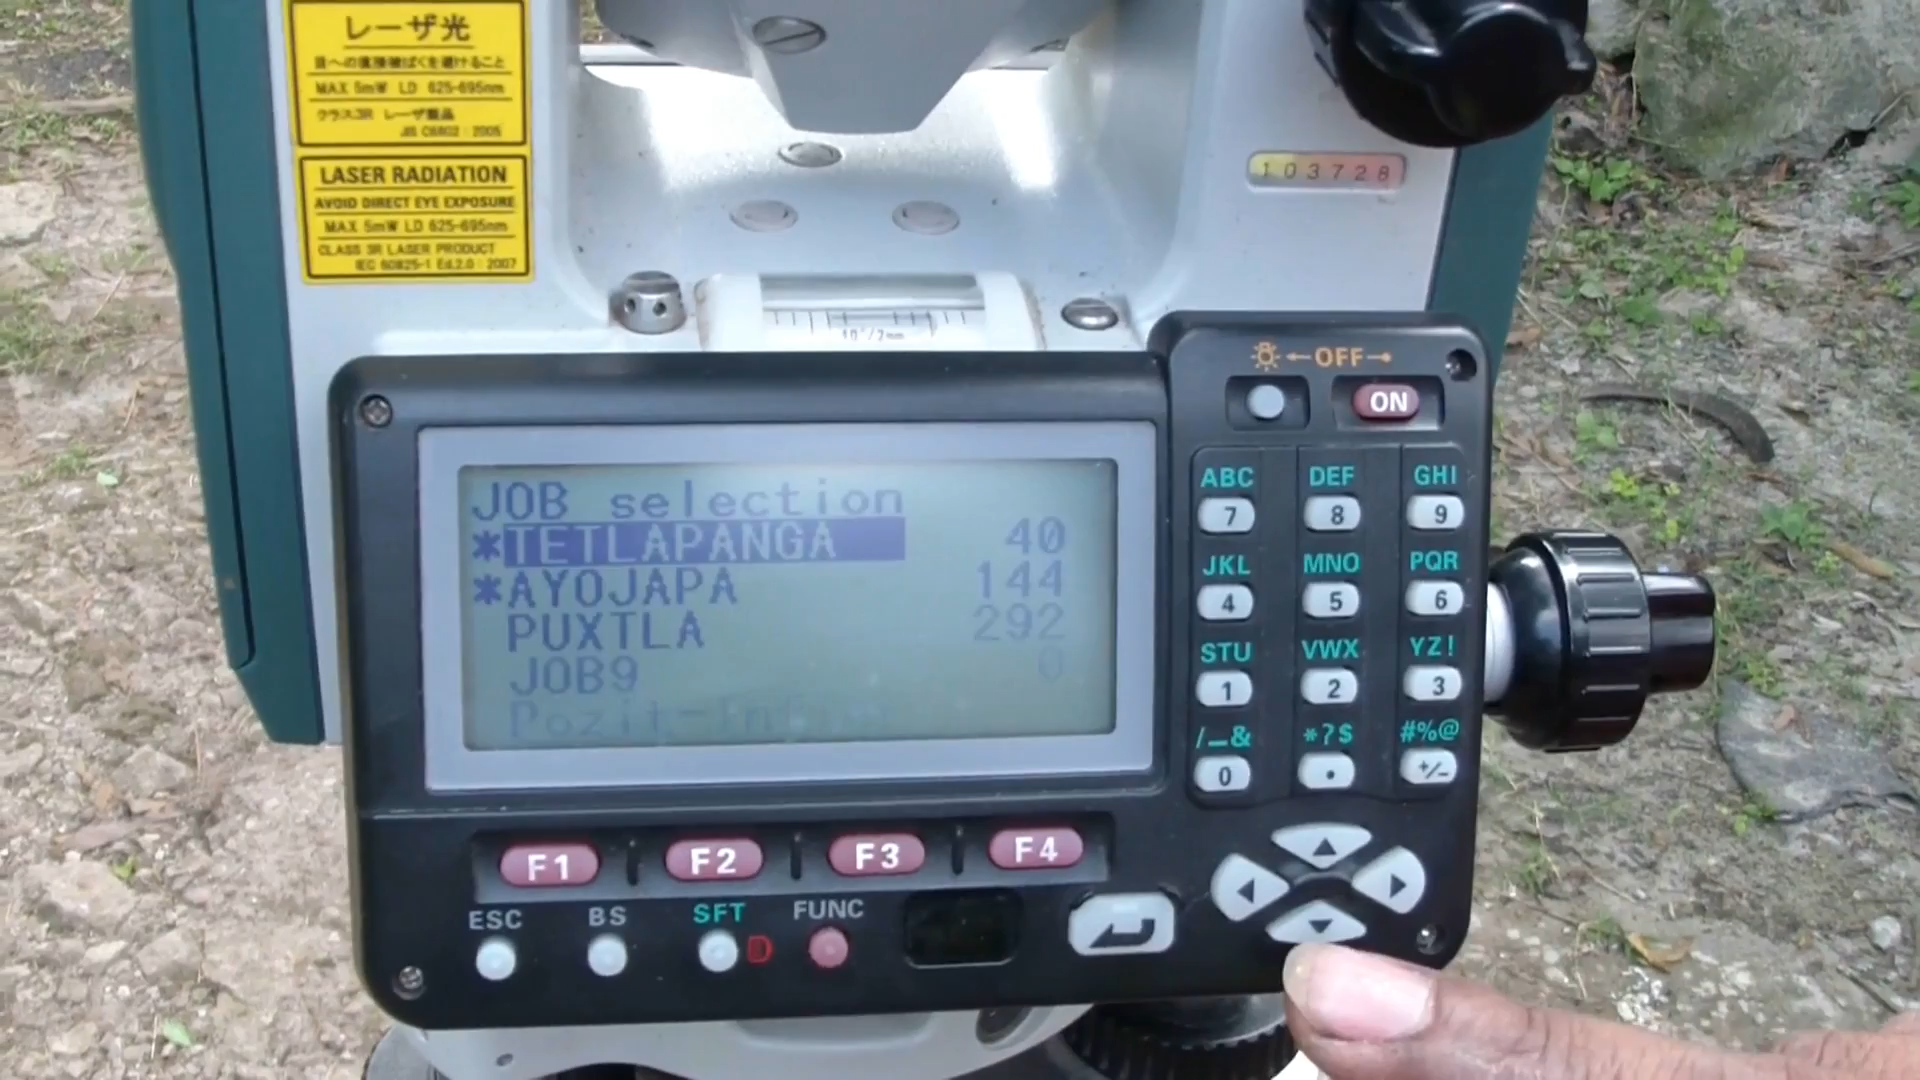 レーザ光
目への直接被ばくを避けること
MAX 5mW LD 625-695nm
クラス3R レーザ製品
JIS C6802 : 2005
LASER RADIATION
AVOID DIRECT EYE EXPOSURE
MAX 5mW LD 625-695nm
CLASS 3R LASER PRODUCT
IEC 60825-1 Ed.2.0 : 2007
103728
10"/2mm
OFF
ON
JOB selection
*TETLAPANGA 40
*AYOJAPA 144
PUXTLA 292
JOB9 0
ABC DEF GHI
7 8 9
JKL MNO PQR
4 5 6
STU VWX YZ!
1 2 3
/_& *?$ #%@
0 . +/-
F1 F2 F3 F4
ESC BS SFT FUNC
D